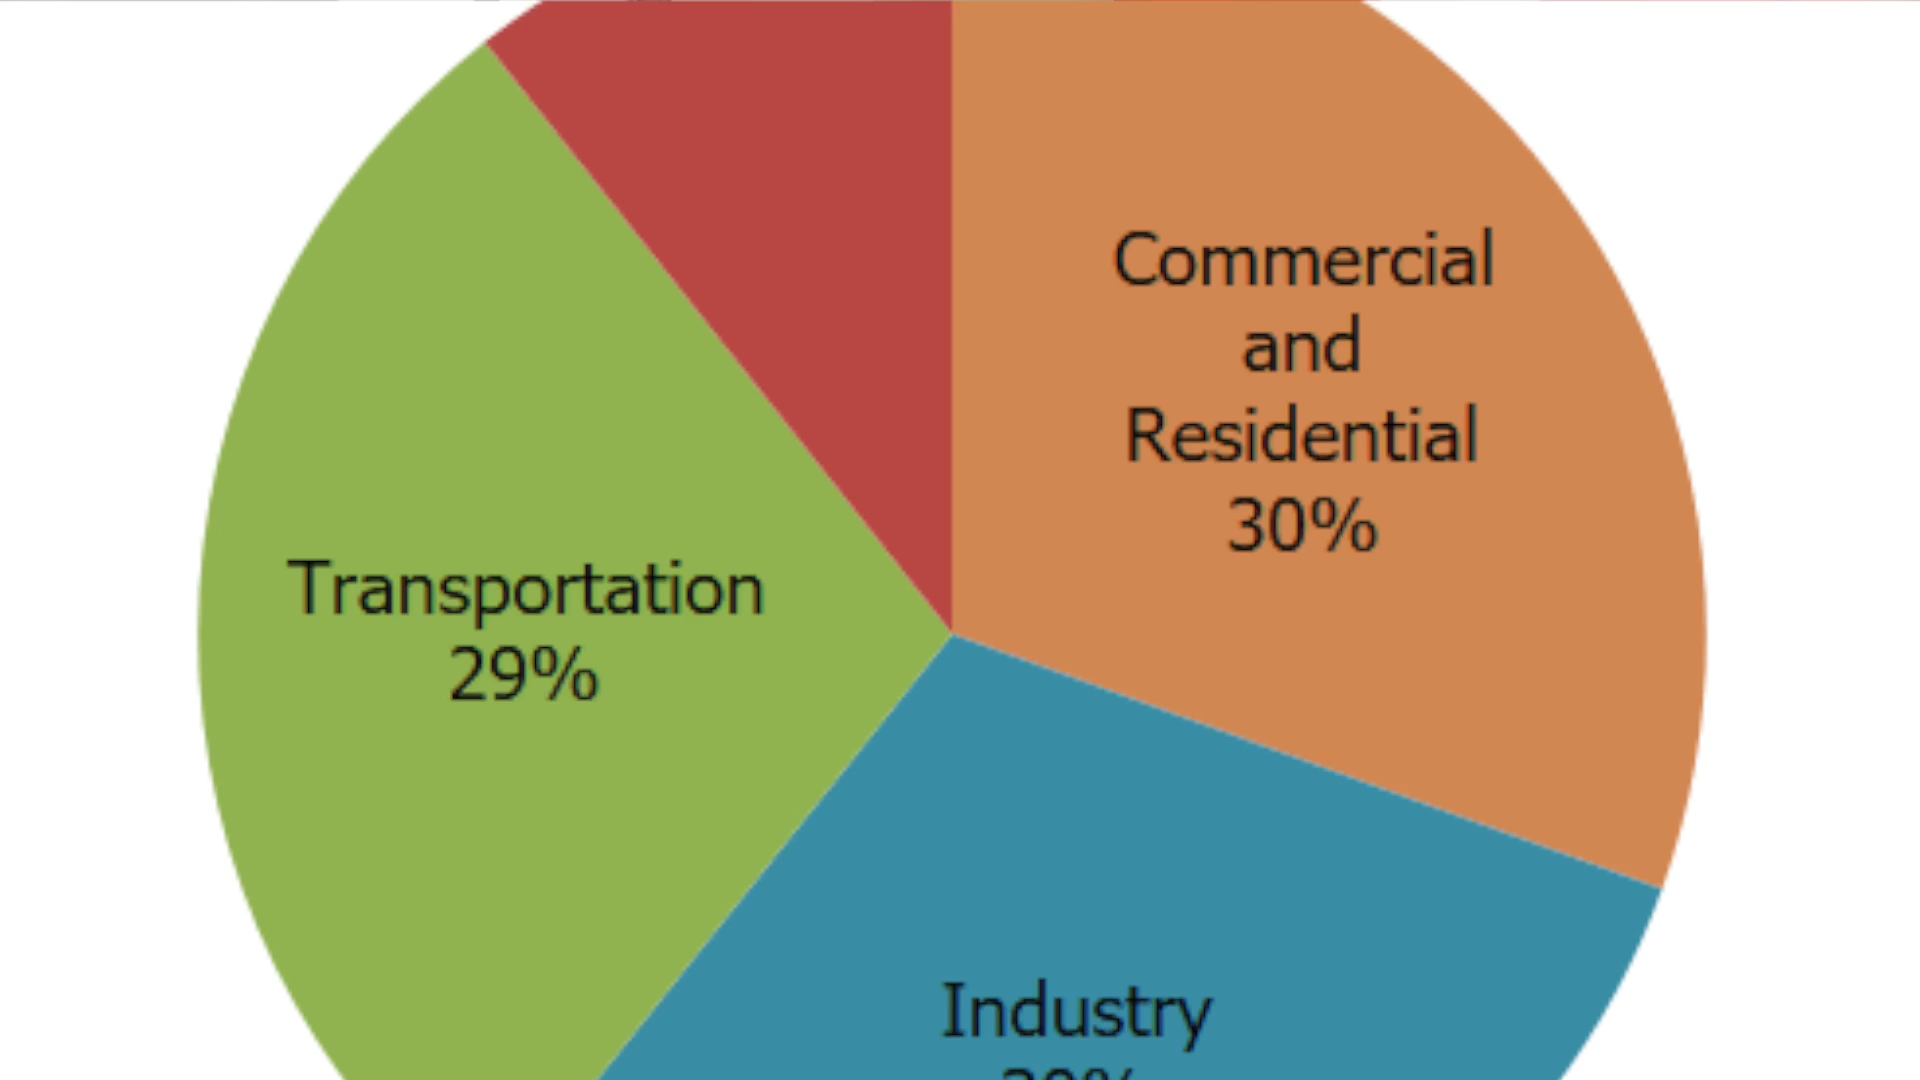 Commercial
and
Residential
30%
Transportation
29%
Industry